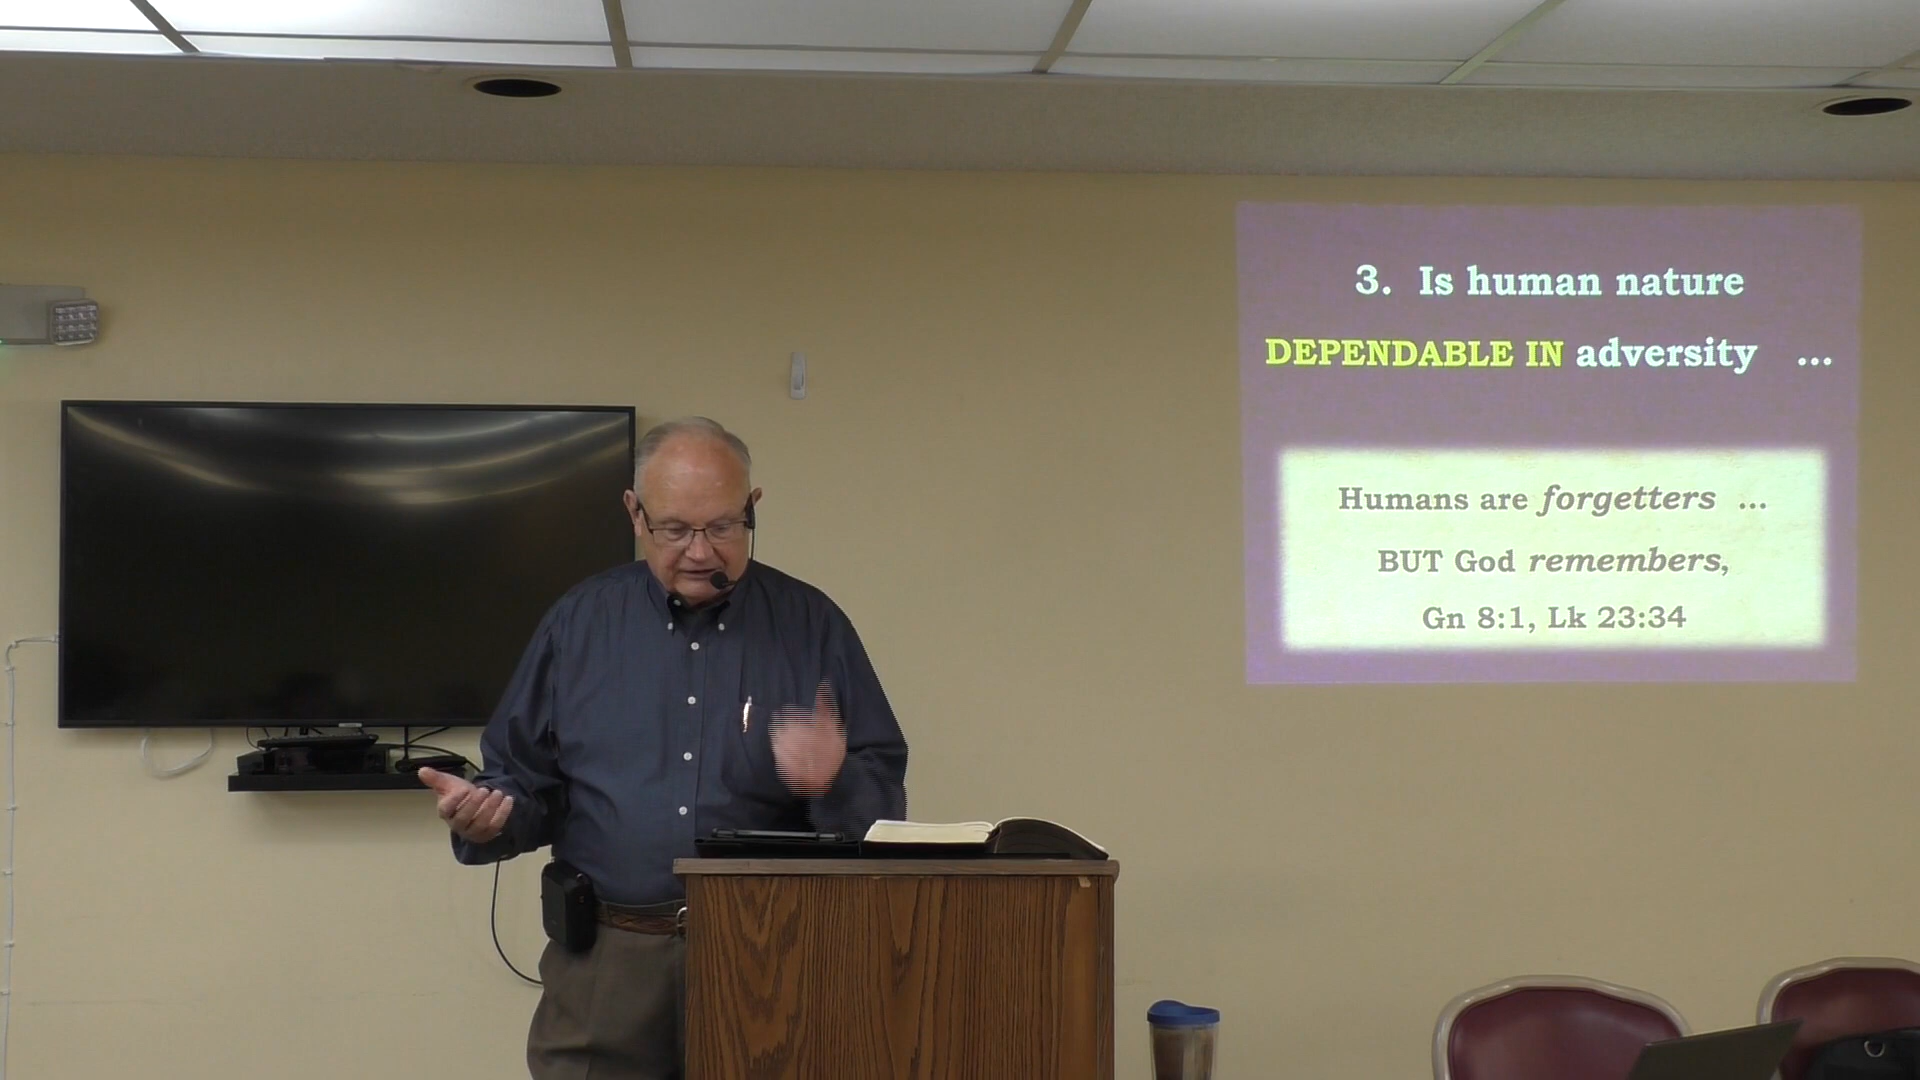 3. Is human nature
DEPENDABLE IN adversity ...
Humans are forgetters ...
BUT God remembers,
Gn 8:1, Lk 23:34